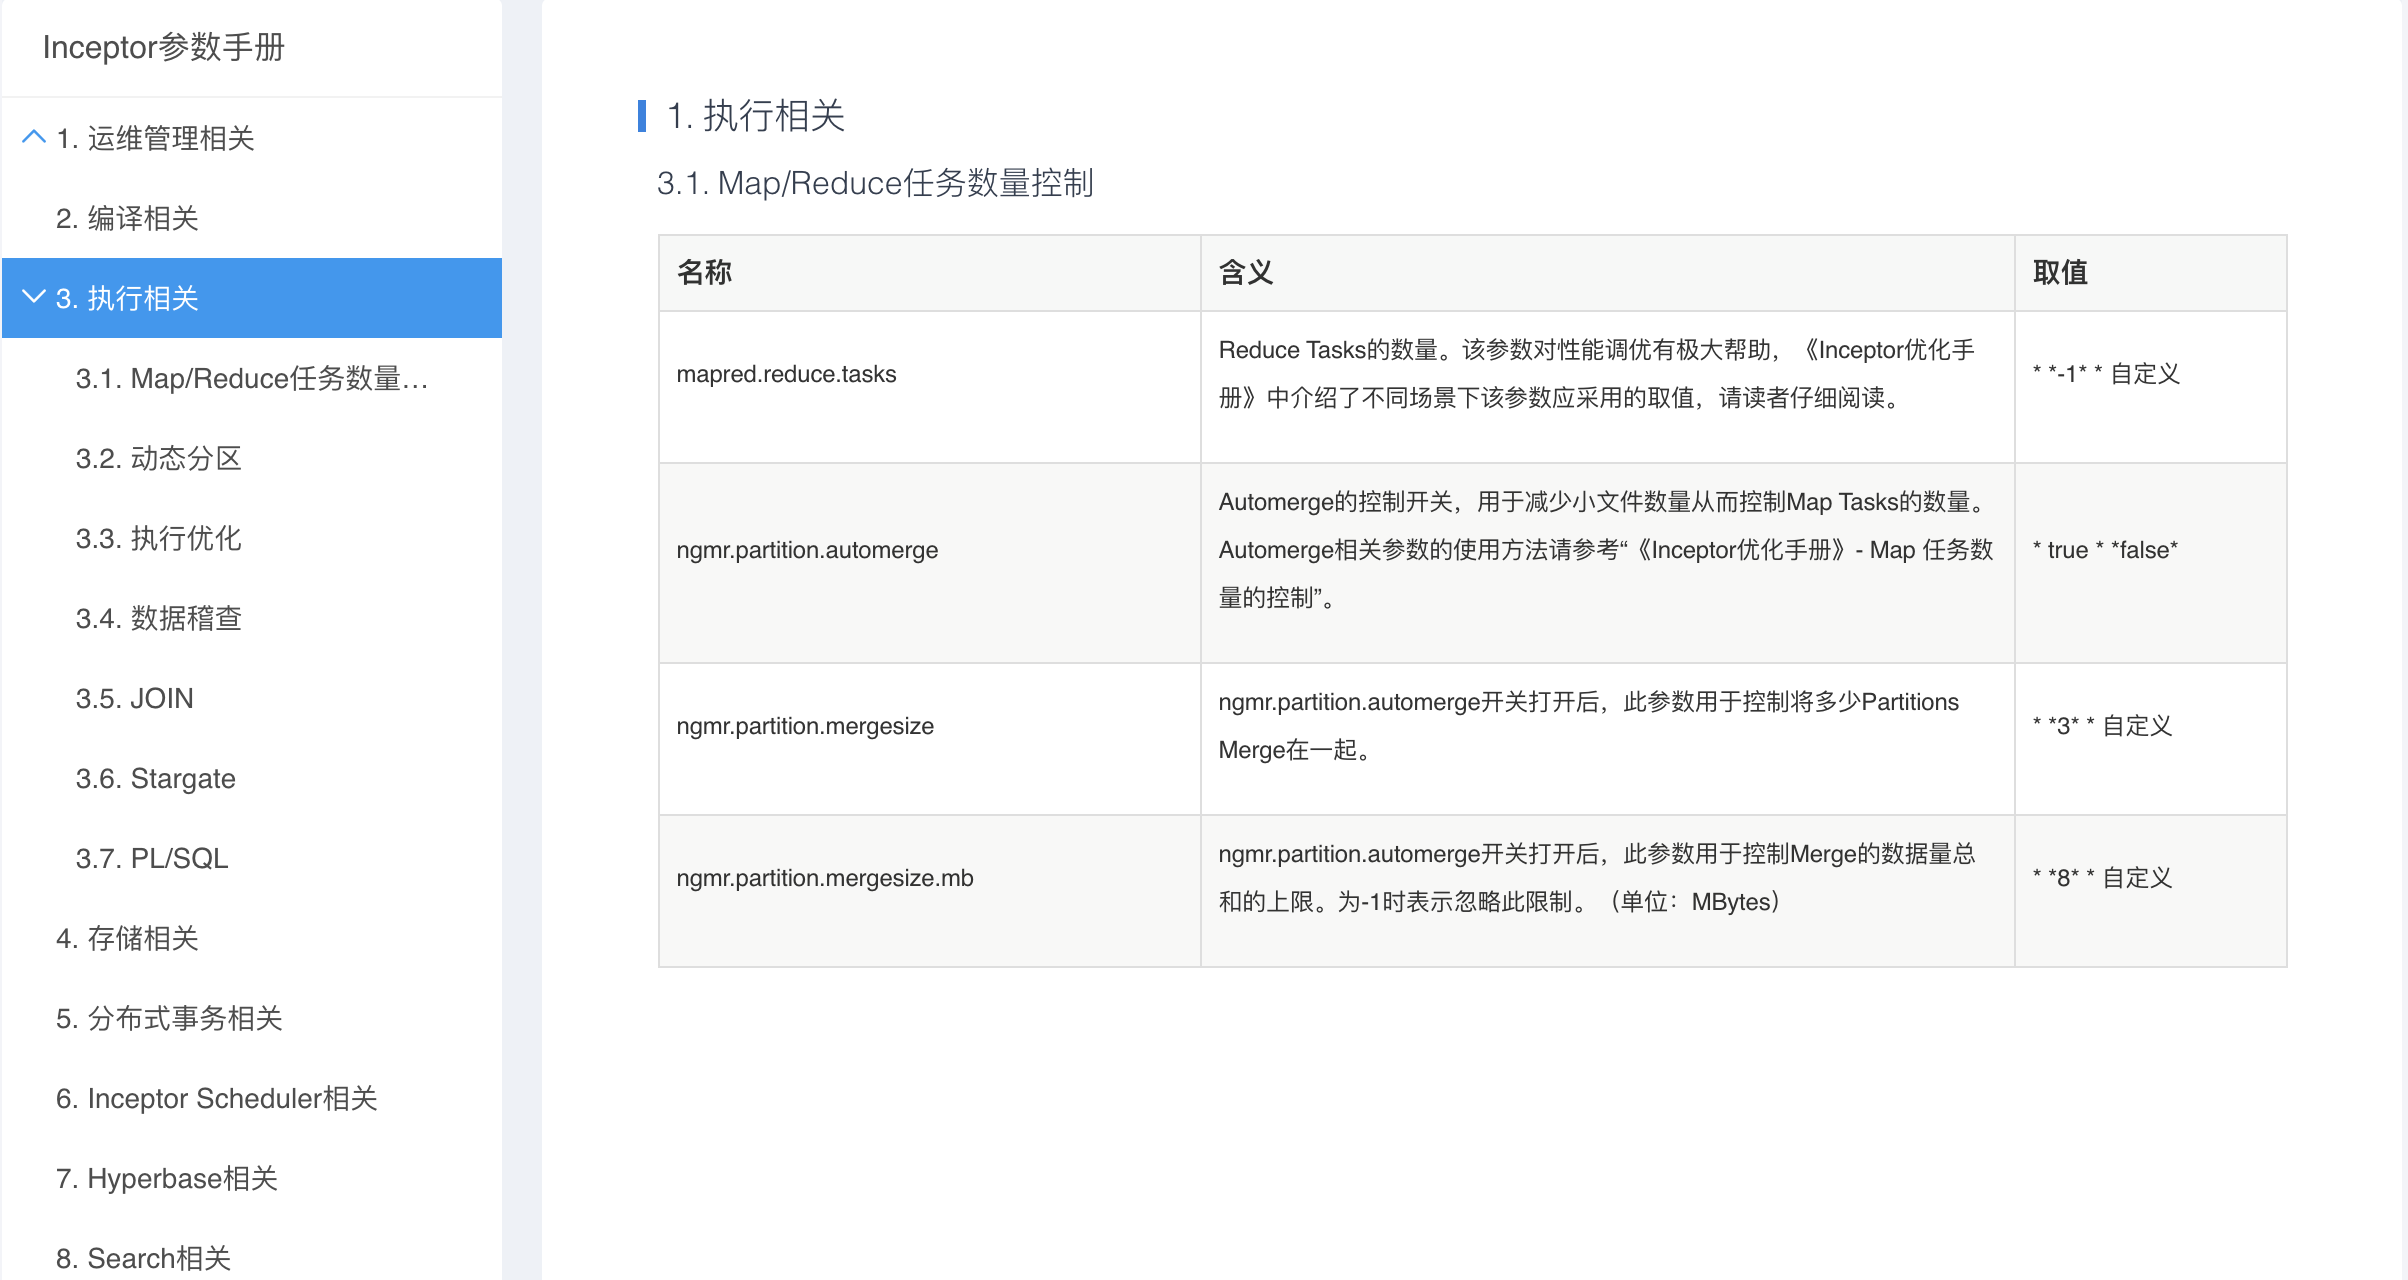 Inceptor参数手册
1. 运维管理相关
2. 编译相关
3. 执行相关
3.1. Map/Reduce任务数量…
3.2. 动态分区
3.3. 执行优化
3.4. 数据稽查
3.5. JOIN
3.6. Stargate
3.7. PL/SQL
4. 存储相关
5. 分布式事务相关
6. Inceptor Scheduler相关
7. Hyperbase相关
8. Search相关
1. 执行相关
3.1. Map/Reduce任务数量控制
名称 含义 取值
mapred.reduce.tasks
Reduce Tasks的数量。该参数对性能调优有极大帮助，《Inceptor优化手
册》中介绍了不同场景下该参数应采用的取值，请读者仔细阅读。
* *-1* * 自定义
ngmr.partition.automerge
Automerge的控制开关，用于减少小文件数量从而控制Map Tasks的数量。
Automerge相关参数的使用方法请参考“《Inceptor优化手册》- Map 任务数
量的控制”。
* true * *false*
ngmr.partition.mergesize
ngmr.partition.automerge开关打开后，此参数用于控制将多少Partitions
Merge在一起。
* *3* * 自定义
ngmr.partition.mergesize.mb
ngmr.partition.automerge开关打开后，此参数用于控制Merge的数据量总
和的上限。为-1时表示忽略此限制。（单位：MBytes）
* *8* * 自定义